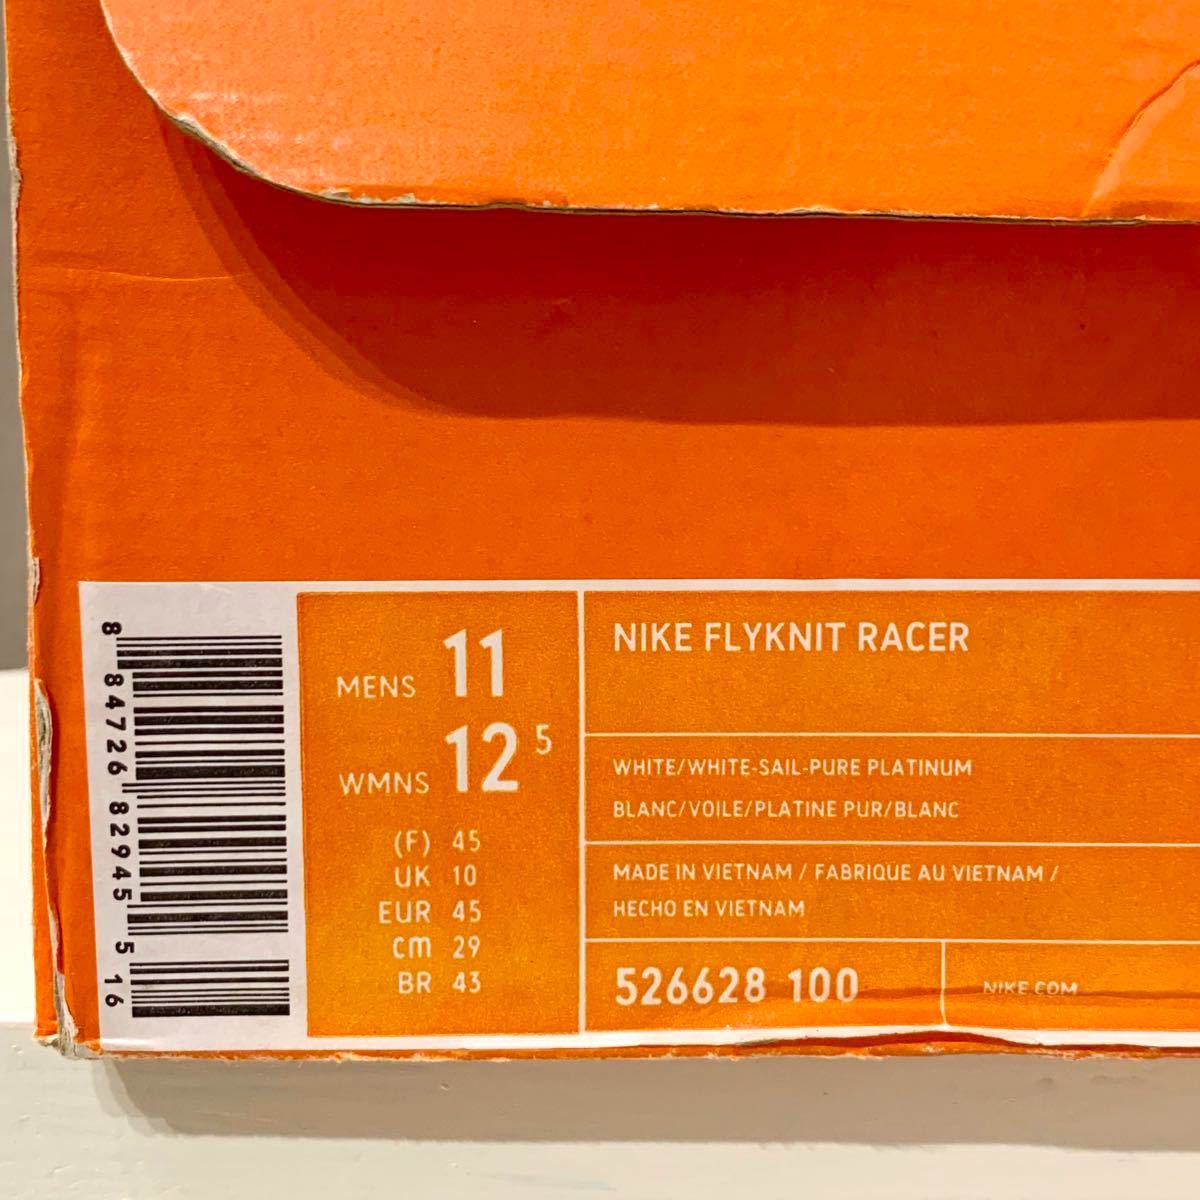 8 84726 82945 5 16
MENS 11
WMNS 12 5
(F) 45
UK 10
EUR 45
cm 29
BR 43
NIKE FLYKNIT RACER
WHITE/WHITE-SAIL-PURE PLATINUM
BLANC/VOILE/PLATINE PUR/BLANC
MADE IN VIETNAM / FABRIQUE AU VIETNAM /
HECHO EN VIETNAM
526628 100
NIKE.COM